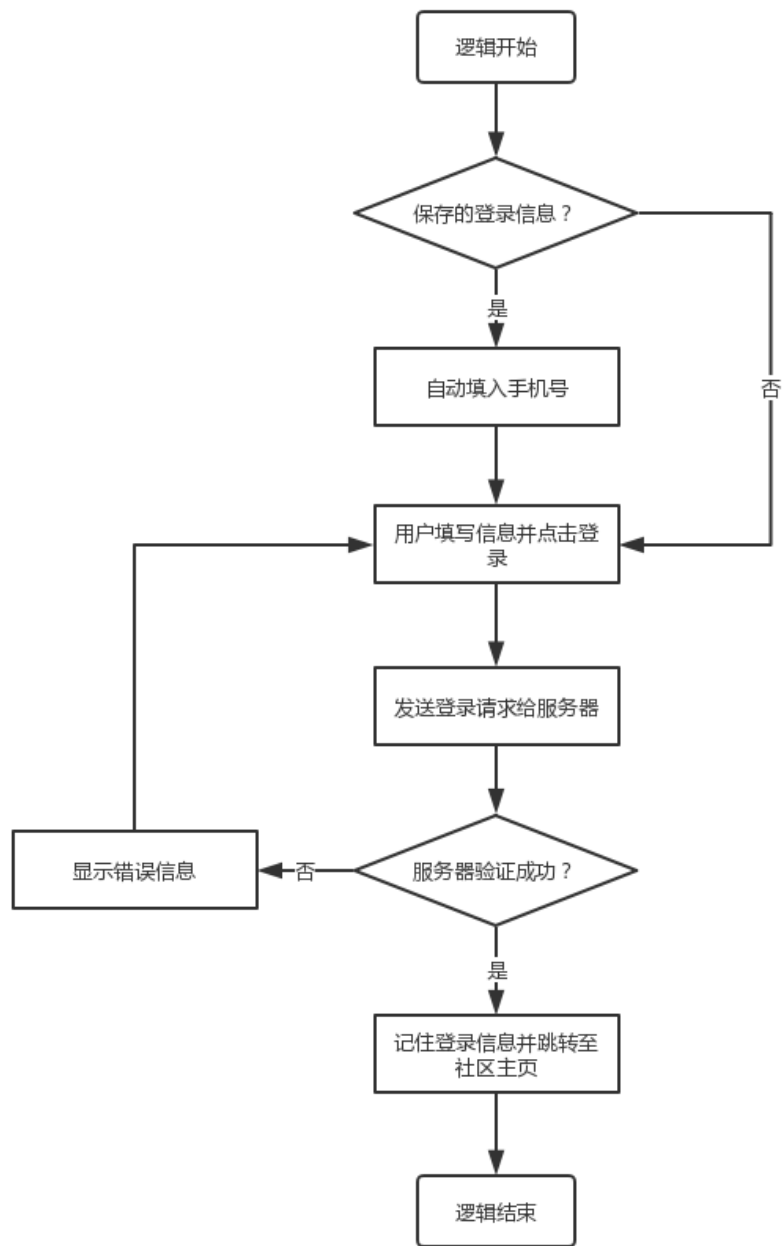 逻辑开始
保存的登录信息？
是
自动填入手机号
否
用户填写信息并点击登
录
发送登录请求给服务器
显示错误信息
否
服务器验证成功？
是
记住登录信息并跳转至
社区主页
逻辑结束